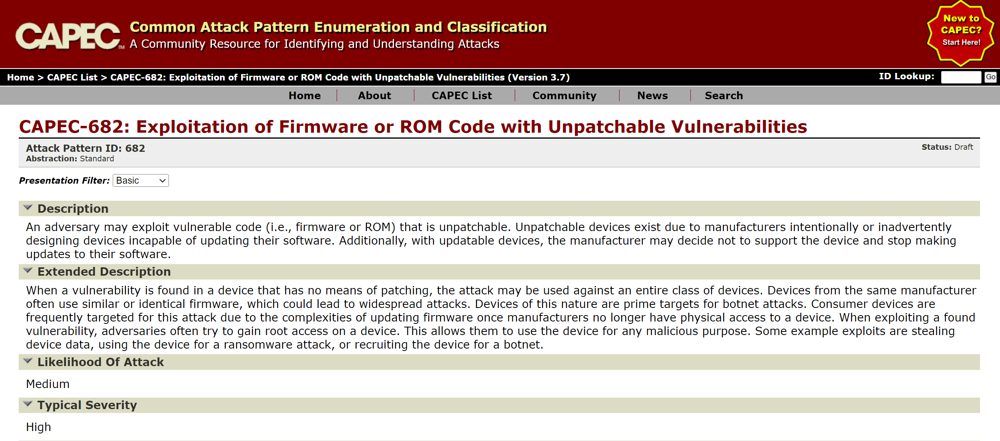 CAPEC™
Common Attack Pattern Enumeration and Classification
A Community Resource for Identifying and Understanding Attacks
New to
CAPEC?
Start Here!
Home > CAPEC List > CAPEC-682: Exploitation of Firmware or ROM Code with Unpatchable Vulnerabilities (Version 3.7)
ID Lookup: Go
Home | About | CAPEC List | Community | News | Search
CAPEC-682: Exploitation of Firmware or ROM Code with Unpatchable Vulnerabilities
Attack Pattern ID: 682
Abstraction: Standard
Status: Draft
Presentation Filter: Basic
Description
An adversary may exploit vulnerable code (i.e., firmware or ROM) that is unpatchable. Unpatchable devices exist due to manufacturers intentionally or inadvertently
designing devices incapable of updating their software. Additionally, with updatable devices, the manufacturer may decide not to support the device and stop making
updates to their software.
Extended Description
When a vulnerability is found in a device that has no means of patching, the attack may be used against an entire class of devices. Devices from the same manufacturer
often use similar or identical firmware, which could lead to widespread attacks. Devices of this nature are prime targets for botnet attacks. Consumer devices are
frequently targeted for this attack due to the complexities of updating firmware once manufacturers no longer have physical access to a device. When exploiting a found
vulnerability, adversaries often try to gain root access on a device. This allows them to use the device for any malicious purpose. Some example exploits are stealing
device data, using the device for a ransomware attack, or recruiting the device for a botnet.
Likelihood Of Attack
Medium
Typical Severity
High